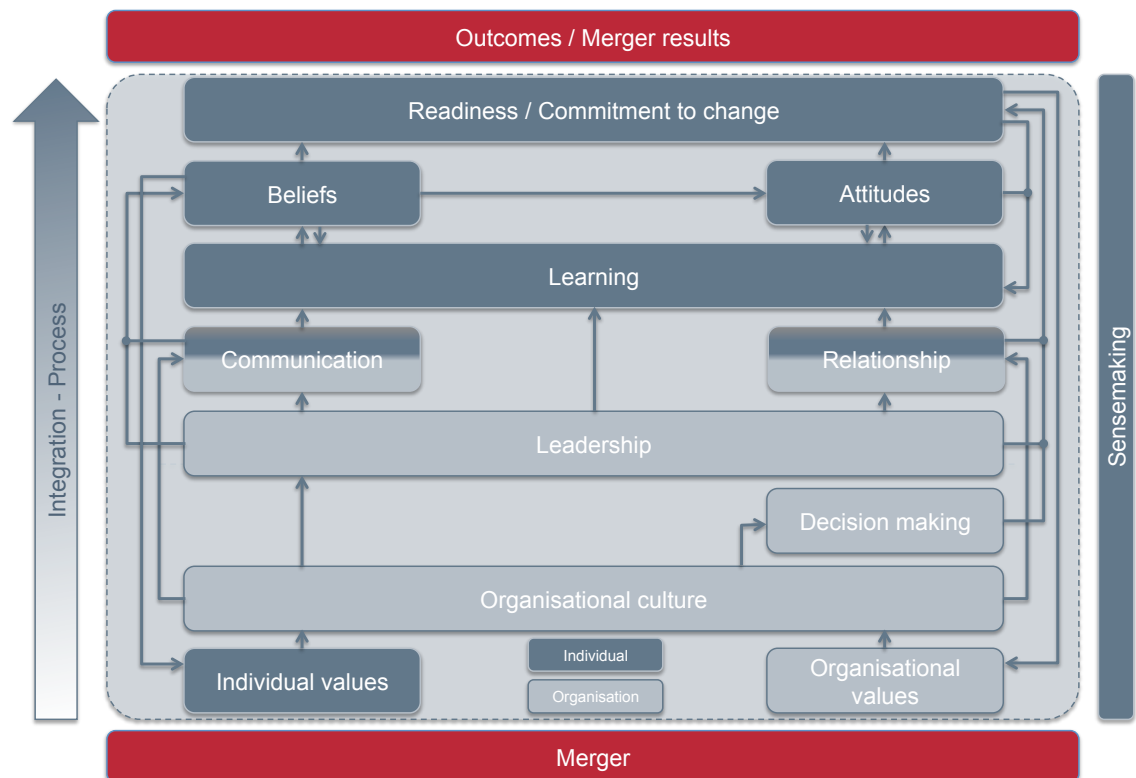 Outcomes / Merger results
Readiness / Commitment to change
Beliefs
Attitudes
Learning
Communication
Relationship
Leadership
Decision making
Organisational culture
Individual values
Individual
Organisation
Organisational
values
Merger
Integration - Process
Sensemaking